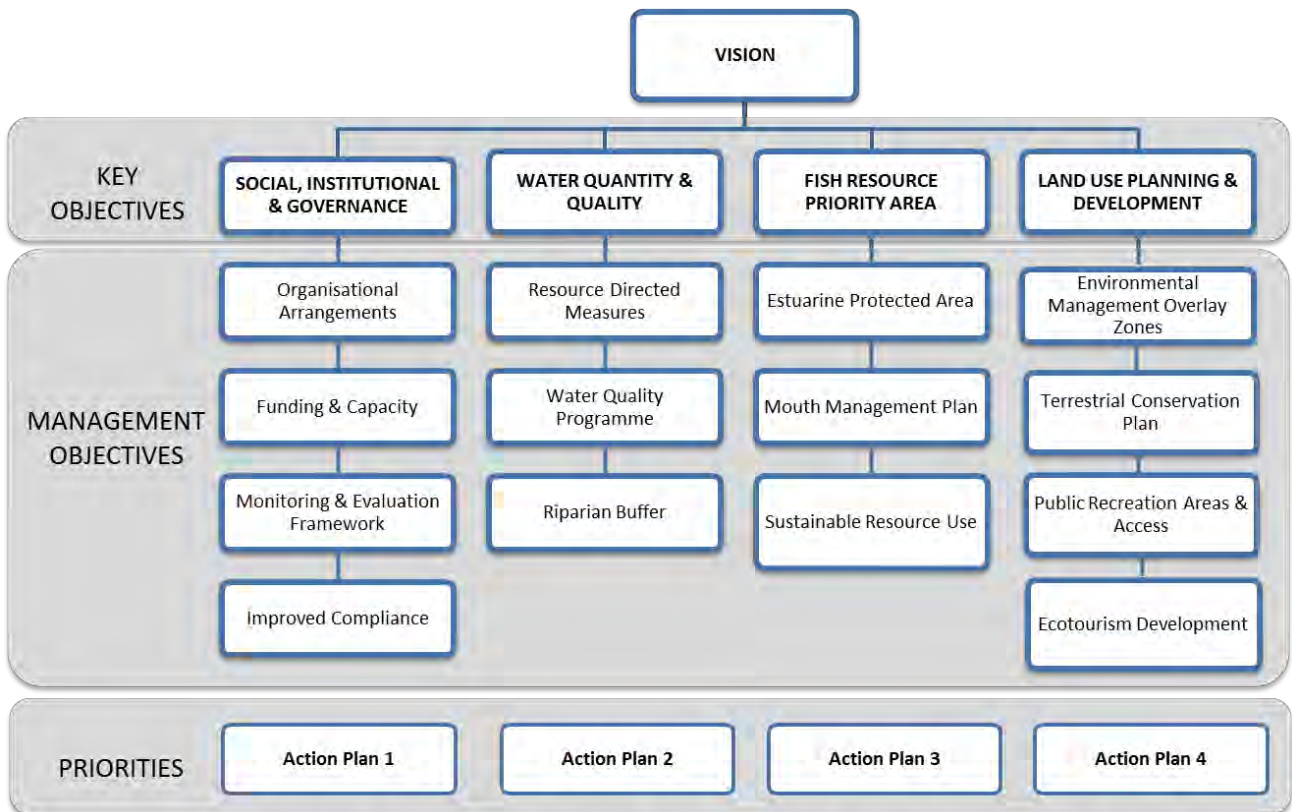 VISION
KEY
OBJECTIVES
SOCIAL, INSTITUTIONAL
& GOVERNANCE
WATER QUANTITY &
QUALITY
FISH RESOURCE
PRIORITY AREA
LAND USE PLANNING &
DEVELOPMENT
MANAGEMENT
OBJECTIVES
Organisational
Arrangements
Funding & Capacity
Monitoring & Evaluation
Framework
Improved Compliance
Resource Directed
Measures
Water Quality
Programme
Riparian Buffer
Estuarine Protected Area
Mouth Management Plan
Sustainable Resource Use
Environmental
Management Overlay
Zones
Terrestrial Conservation
Plan
Public Recreation Areas &
Access
Ecotourism Development
PRIORITIES
Action Plan 1
Action Plan 2
Action Plan 3
Action Plan 4